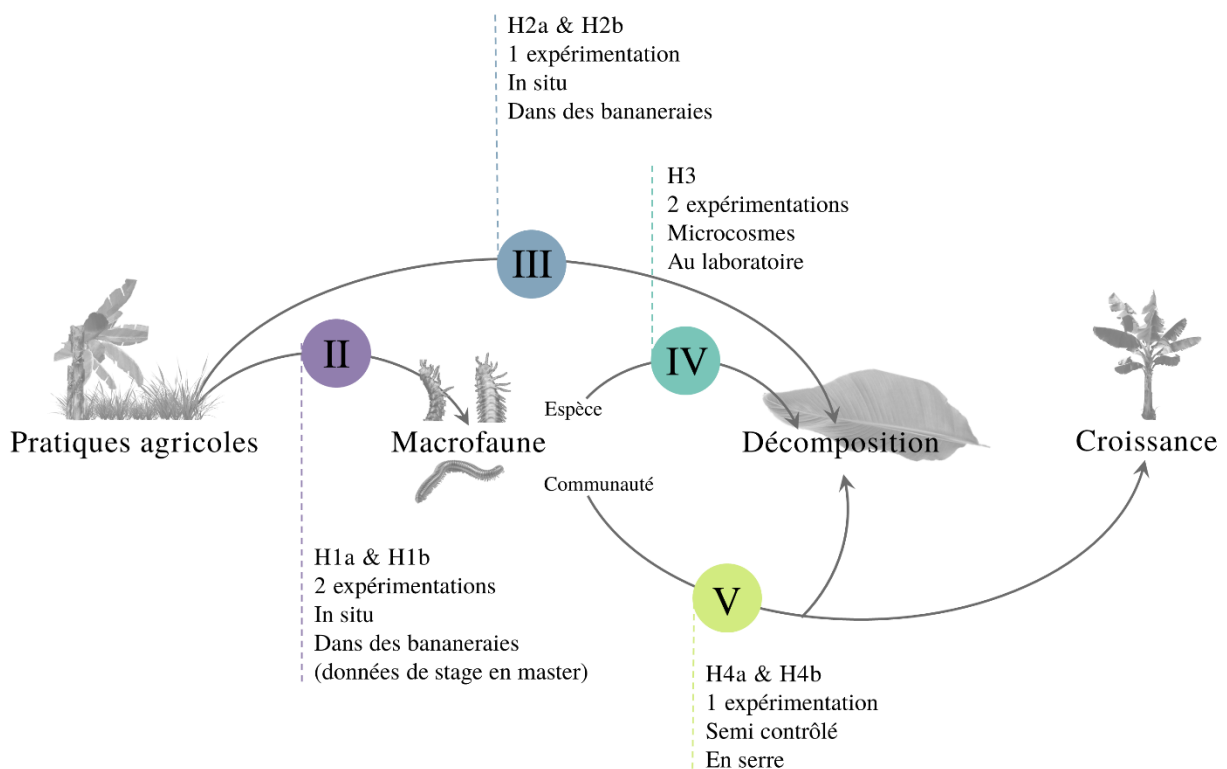 H2a & H2b
1 expérimentation
In situ
Dans des bananeraies
H3
2 expérimentations
Microcosmes
Au laboratoire
III
II
IV
Espèce
Pratiques agricoles
Macrofaune
Décomposition
Croissance
Communauté
H1a & H1b
2 expérimentations
In situ
Dans des bananeraies
(données de stage en master)
V
H4a & H4b
1 expérimentation
Semi contrôlé
En serre